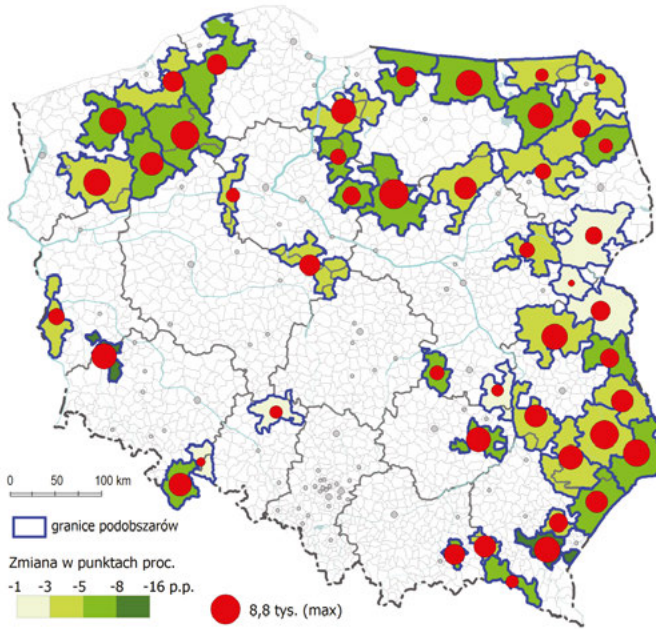 0 50 100 km
granice podobszarów
Zmiana w punktach proc.
-1 -3 -5 -8 -16 p.p.
8,8 tys. (max)